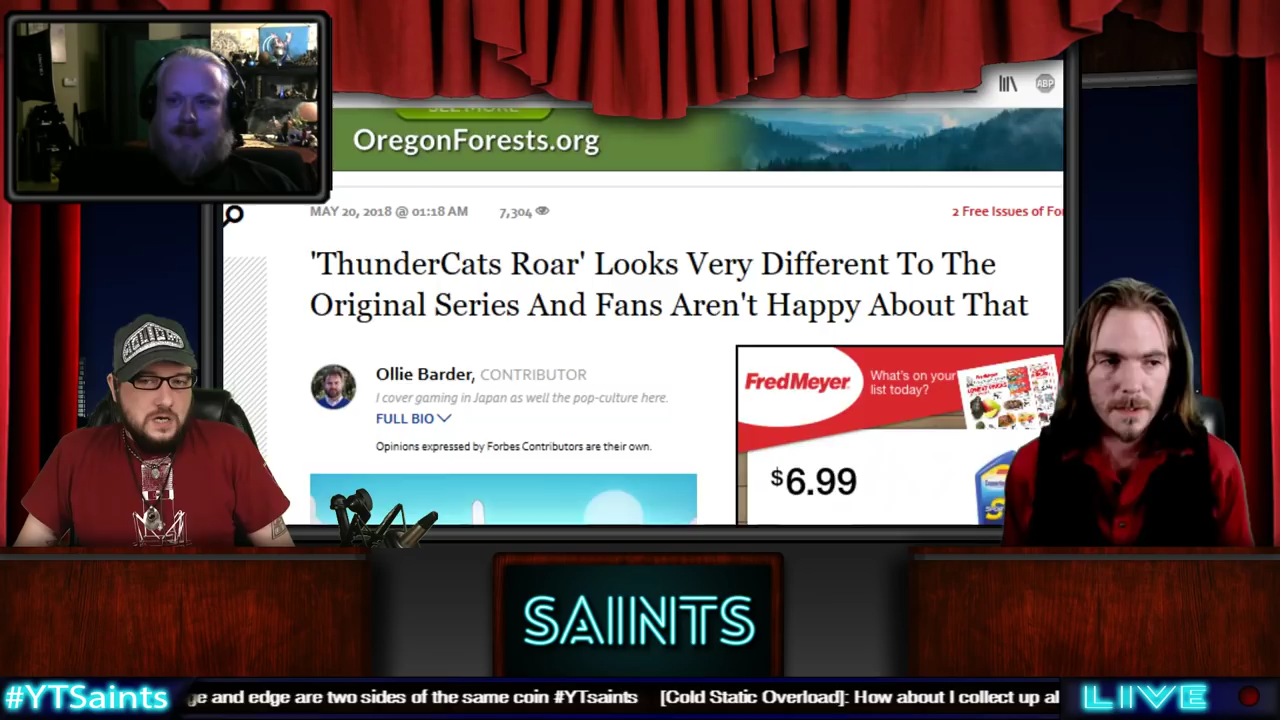 SEE MORE
OregonForests.org
ABP
MAY 20, 2018 @ 01:18 AM 7,304
2 Free Issues of Fo
'ThunderCats Roar' Looks Very Different To The
Original Series And Fans Aren't Happy About That
Ollie Barder, CONTRIBUTOR
I cover gaming in Japan as well the pop-culture here.
FULL BIO
Opinions expressed by Forbes Contributors are their own.
FredMeyer
What's on your
list today?
$6.99
SAINTS
#YTSaints
ge and edge are two sides of the same coin #YTsaints [Cold Static Overload]: How about I collect up al
LIVE